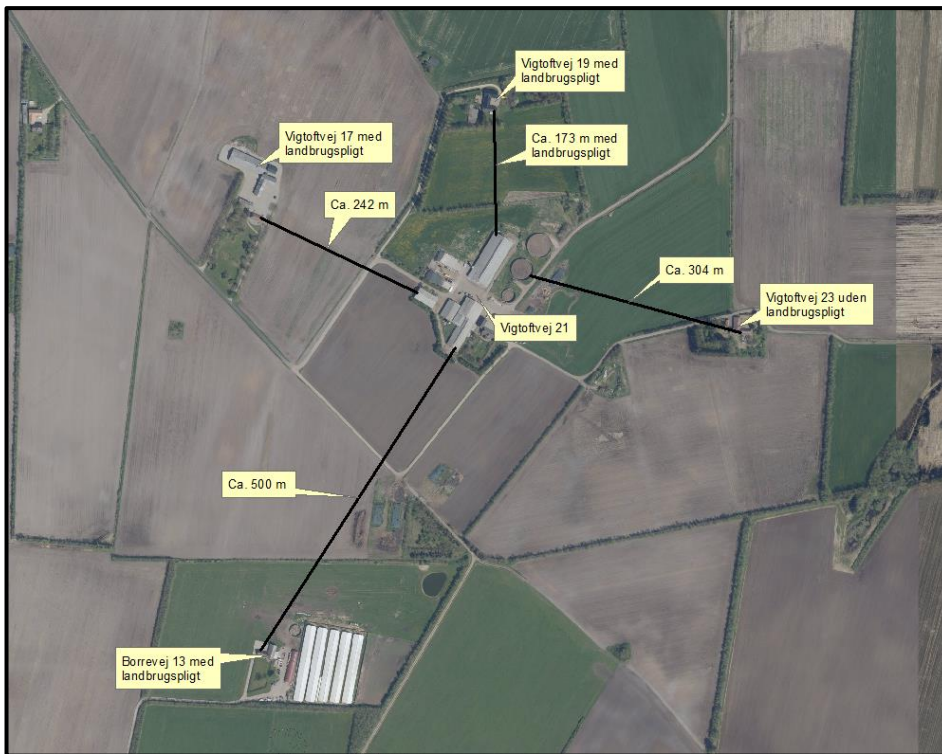 Vigtoftvej 19 med
landbrugspligt
Vigtoftvej 17 med
landbrugspligt
Ca. 173 m med
landbrugspligt
Ca. 242 m
Ca. 304 m
Vigtoftvej 23 uden
landbrugspligt
Vigtoftvej 21
Ca. 500 m
Borrevej 13 med
landbrugspligt